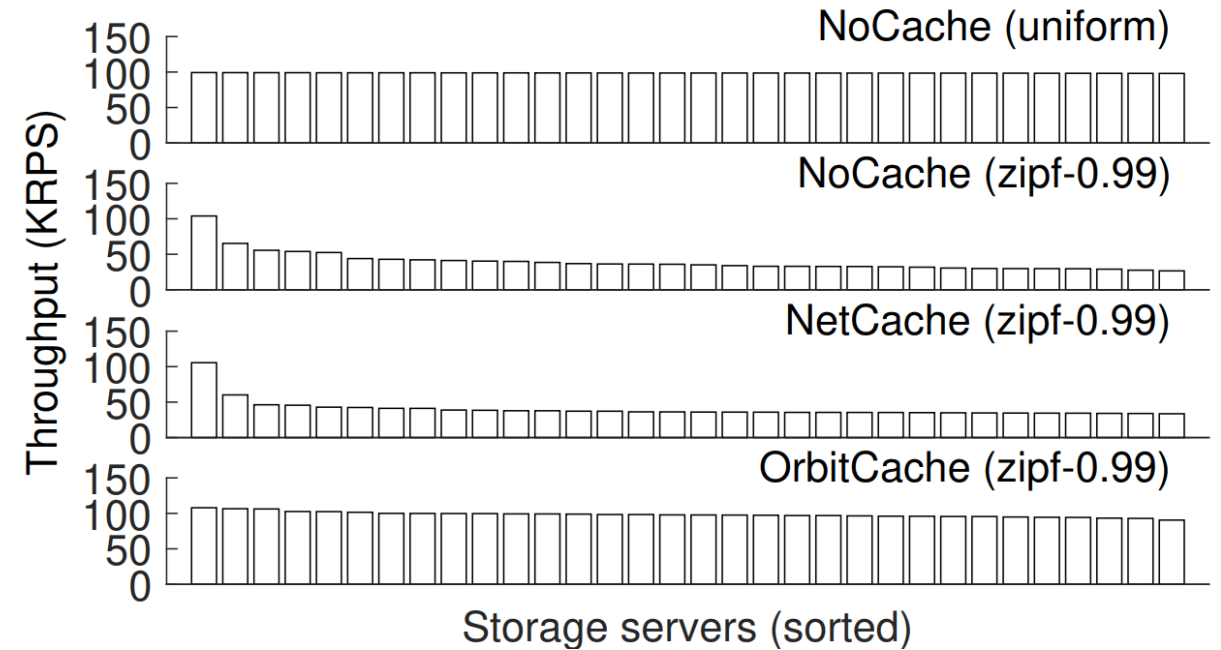 NoCache (uniform)
150
100
50
0
NoCache (zipf-0.99)
150
100
50
0
NetCache (zipf-0.99)
150
100
50
0
OrbitCache (zipf-0.99)
150
100
50
0
Throughput (KRPS)
Storage servers (sorted)